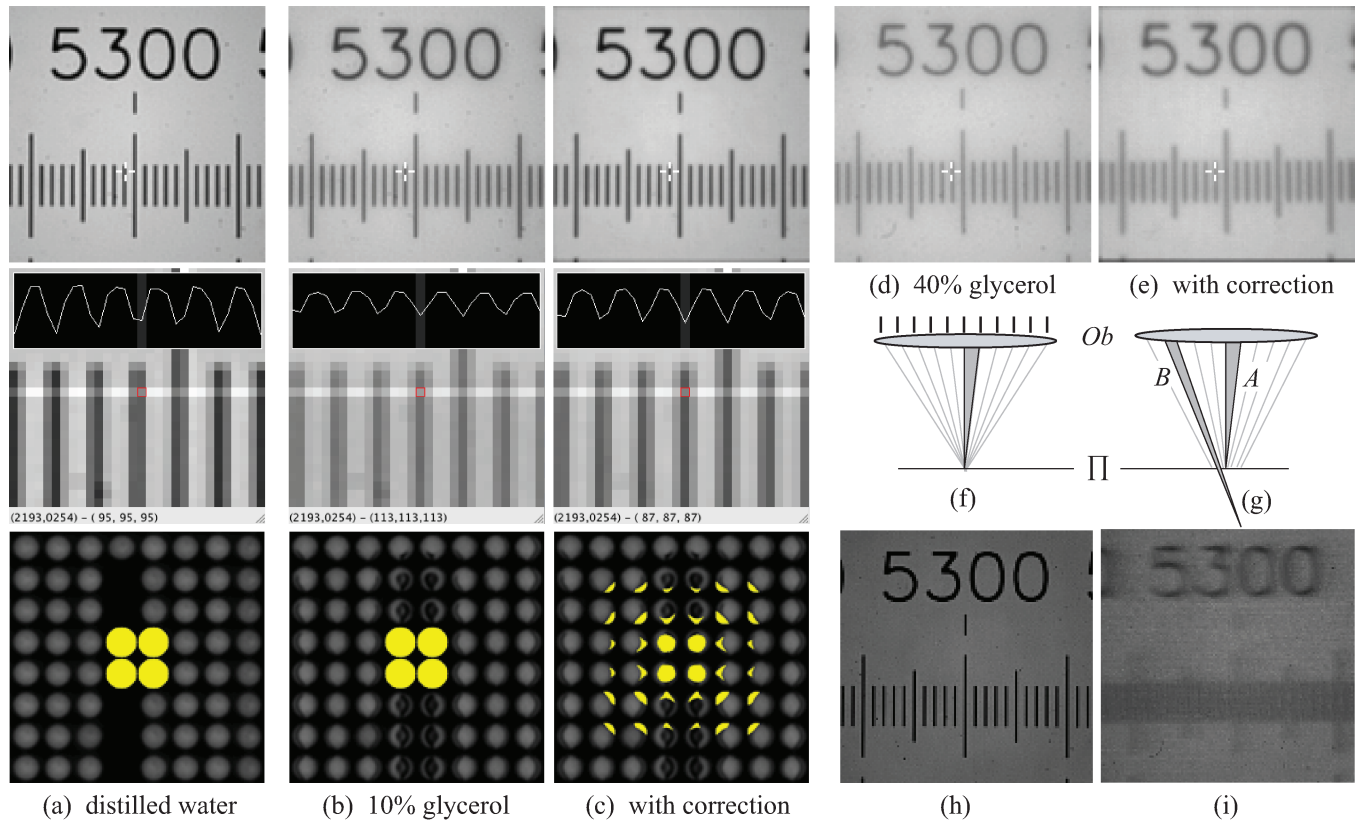 5300
5300
5300
5300
5300
(d) 40% glycerol
(e) with correction
Ob
B
A
∏
(f)
(g)
(2193,0254) – ( 95, 95, 95)
(2193,0254) – (113,113,113)
(2193,0254) – ( 87, 87, 87)
5300
5300
(a) distilled water
(b) 10% glycerol
(c) with correction
(h)
(i)